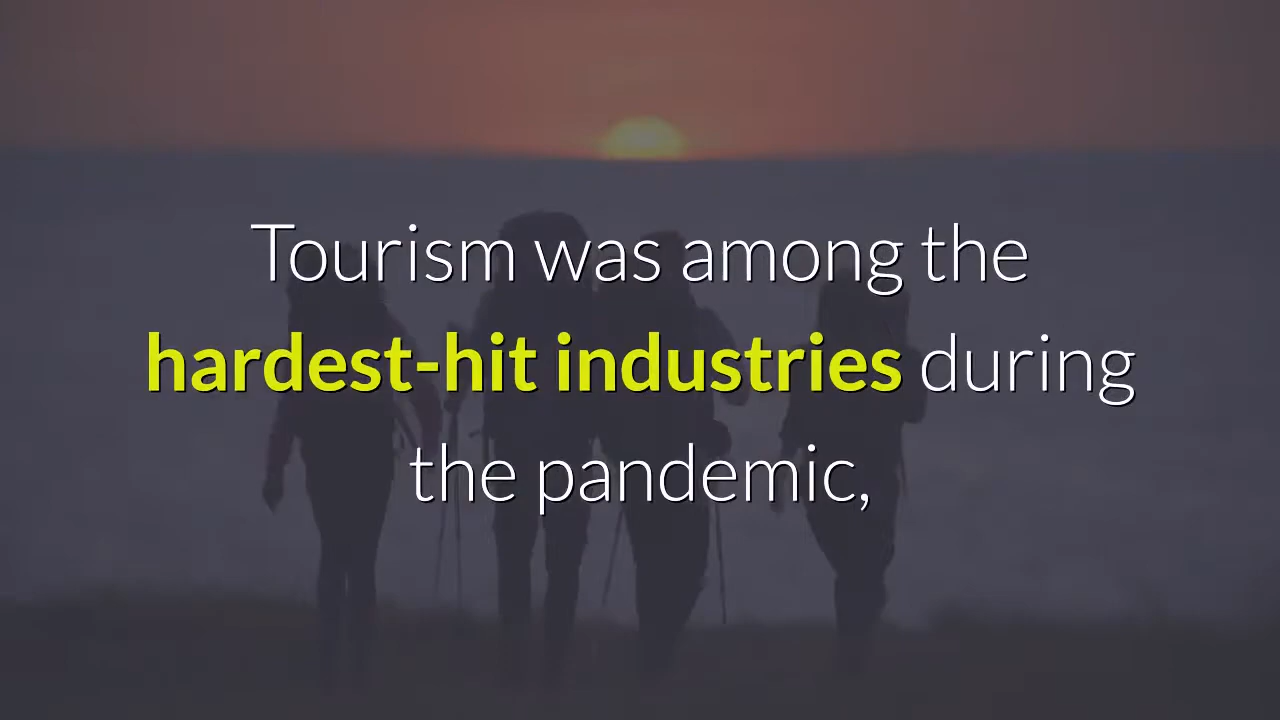 Tourism was among the
hardest-hit industries during
the pandemic,